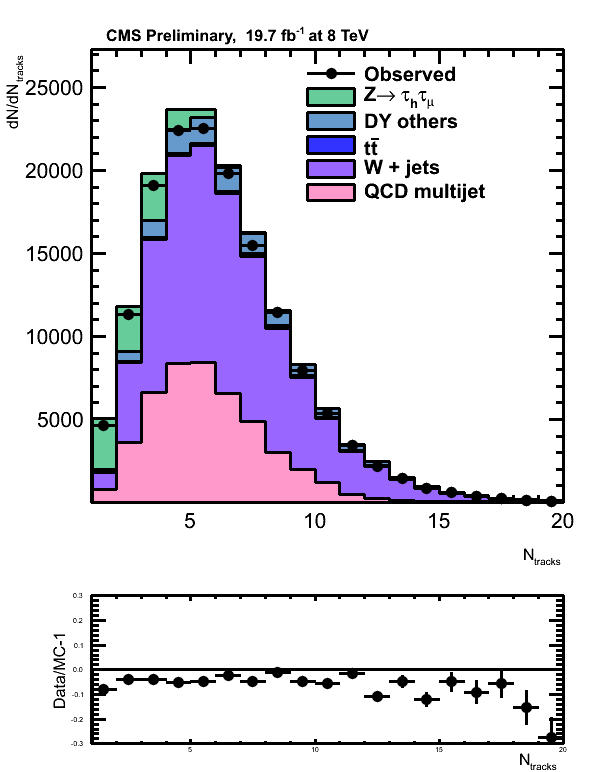 CMS Preliminary, 19.7 fb⁻¹ at 8 TeV
dN/dN_tracks
25000
20000
15000
10000
5000
Observed
Z→ τ_h τ_μ
DY others
tt̄
W + jets
QCD multijet
5 10 15 20
N_tracks
Data/MC-1
0.3
0.2
0.1
0.0
-0.1
-0.2
-0.3
5 10 15 20
N_tracks